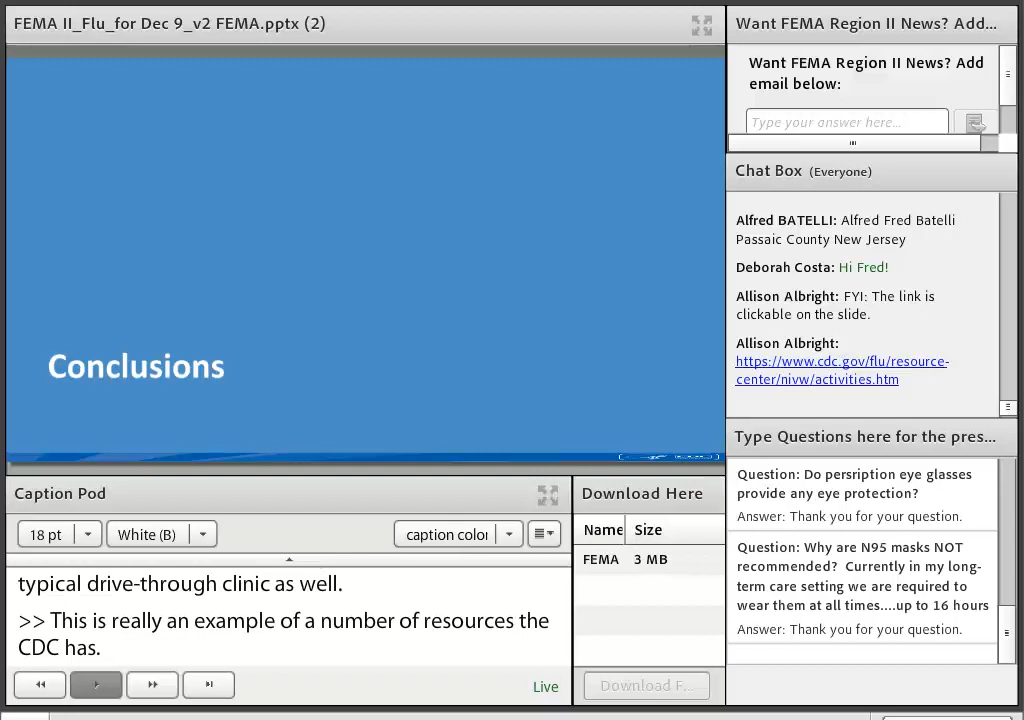 FEMA II_Flu_for Dec 9_v2 FEMA.pptx (2)
Conclusions
Want FEMA Region II News? Add...
Want FEMA Region II News? Add
email below:
Type your answer here...
Chat Box (Everyone)
Alfred BATELLI: Alfred Fred Batelli
Passaic County New Jersey
Deborah Costa: Hi Fred!
Allison Albright: FYI: The link is
clickable on the slide.
Allison Albright:
https://www.cdc.gov/flu/resource-
center/nivw/activities.htm
Type Questions here for the pres...
Question: Do persription eye glasses
provide any eye protection?
Answer: Thank you for your question.
Question: Why are N95 masks NOT
recommended? Currently in my long-
term care setting we are required to
wear them at all times....up to 16 hours
Answer: Thank you for your question.
Caption Pod
18 pt
White (B)
caption color
typical drive-through clinic as well.
>> This is really an example of a number of resources the
CDC has.
Live
Download Here
Name Size
FEMA 3 MB
Download F...